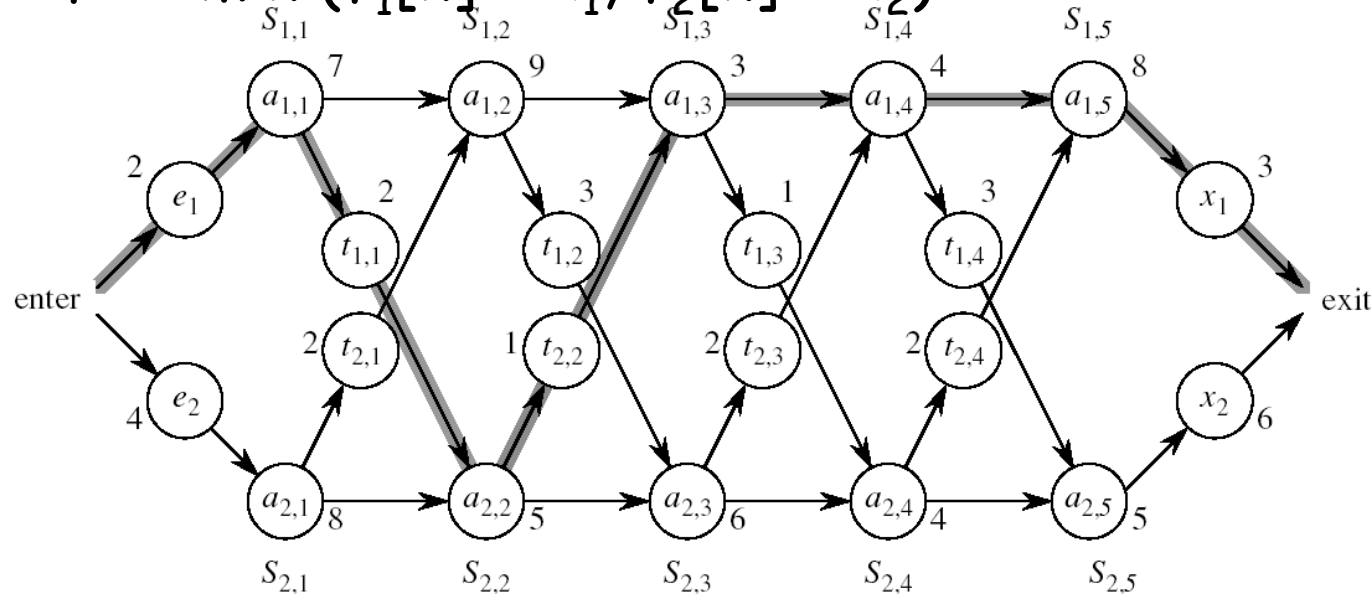 S₁,₁ S₁,₂ S₁,₃ S₁,₄ S₁,₅
7 9 3 4 8
a₁,₁ a₁,₂ a₁,₃ a₁,₄ a₁,₅
2 2 3 1 3 3
e₁ t₁,₁ t₁,₂ t₁,₃ t₁,₄ x₁
enter exit
2 t₂,₁ 1 t₂,₂ 2 t₂,₃ 2 t₂,₄
4 e₂ x₂ 6
a₂,₁ a₂,₂ a₂,₃ a₂,₄ a₂,₅
8 5 6 4 5
S₂,₁ S₂,₂ S₂,₃ S₂,₄ S₂,₅